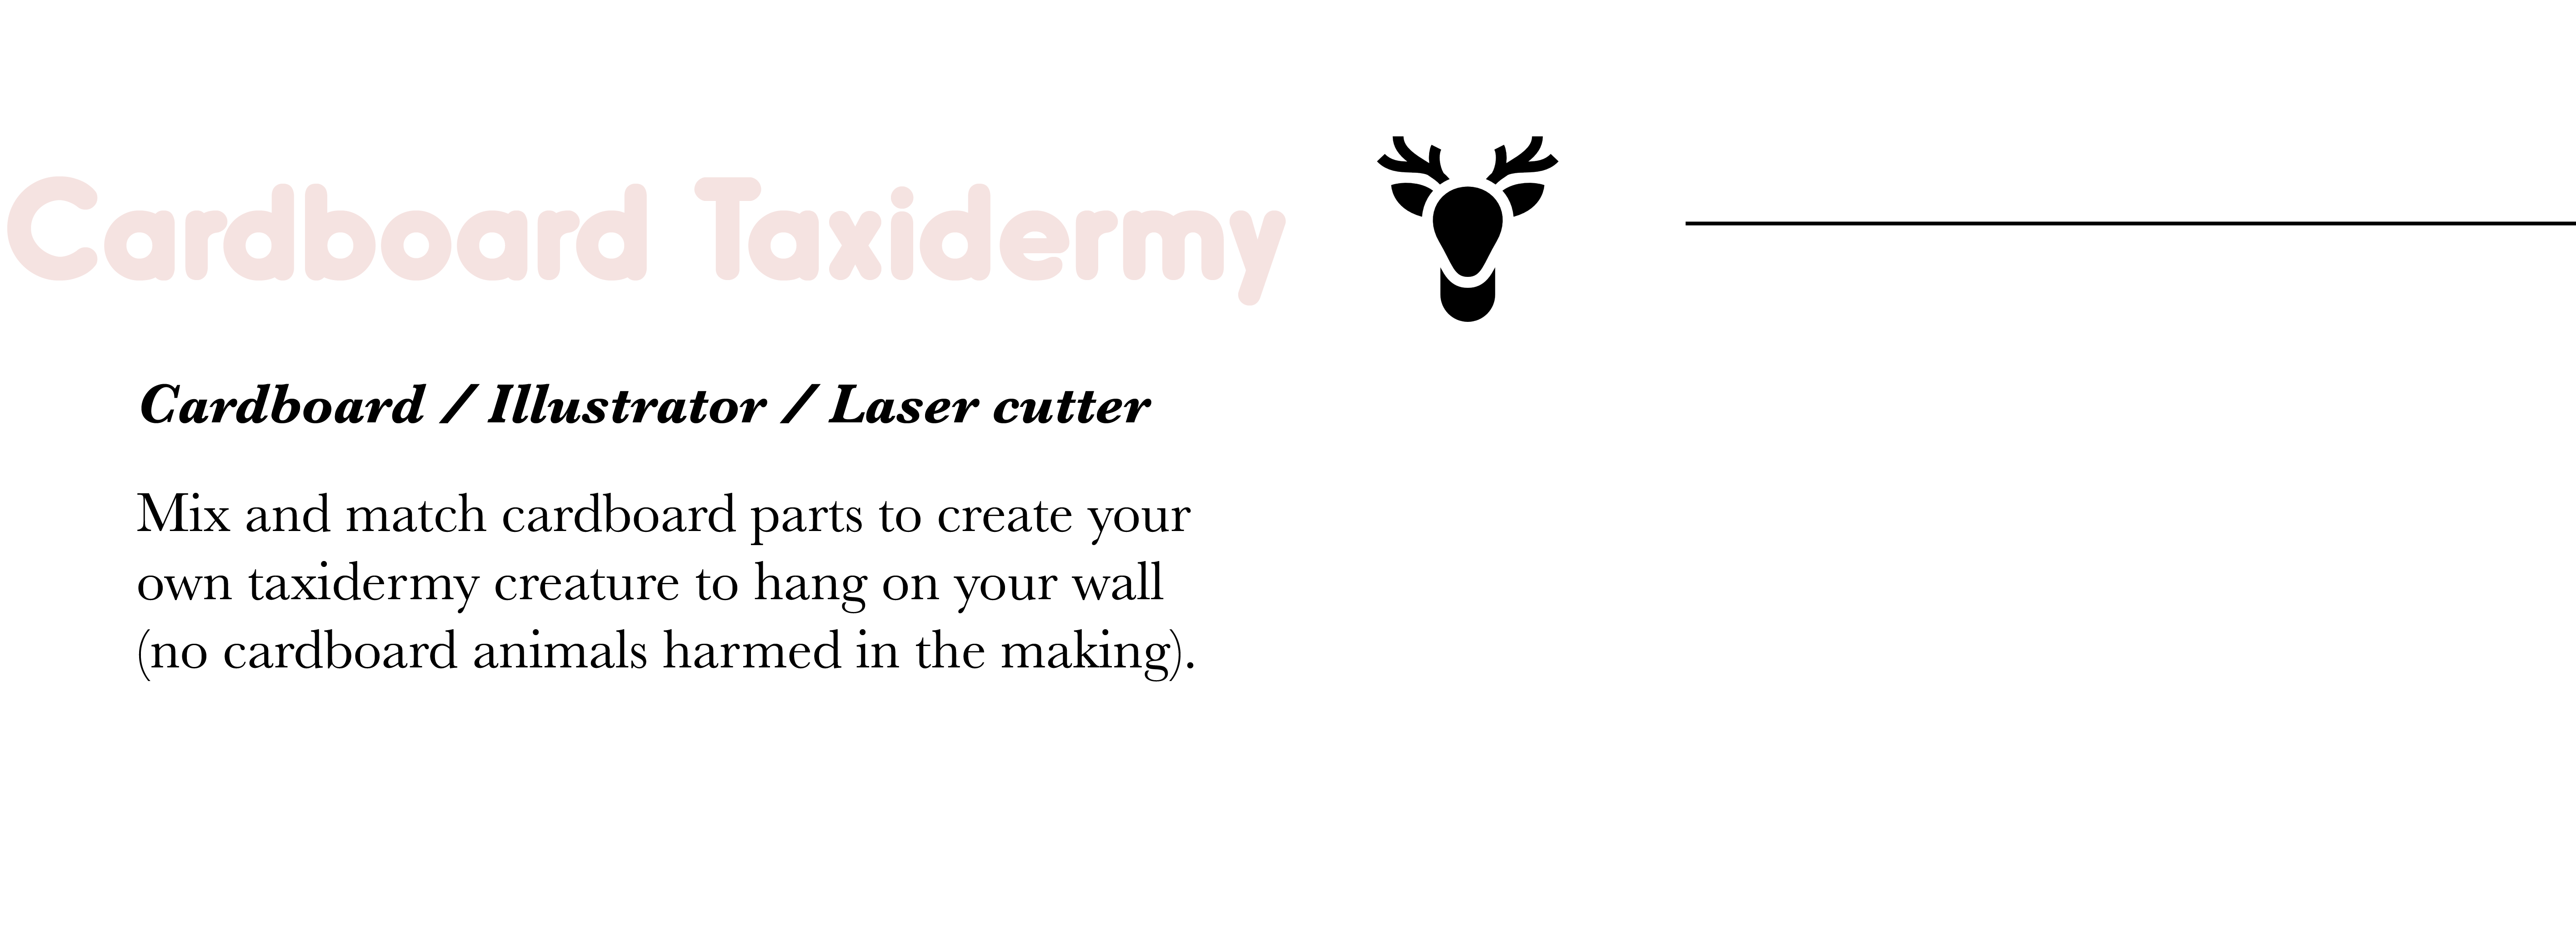 Cardboard Taxidermy
Cardboard / Illustrator / Laser cutter
Mix and match cardboard parts to create your
own taxidermy creature to hang on your wall
(no cardboard animals harmed in the making).